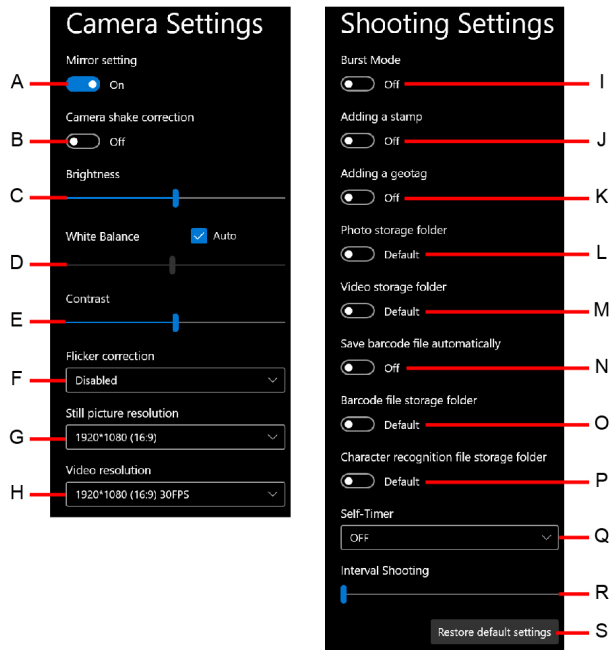 Camera Settings
Mirror setting
A
On
Camera shake correction
B
Off
Brightness
C
White Balance
Auto
D
Contrast
E
Flicker correction
F
Disabled
Still picture resolution
G
1920*1080 (16:9)
Video resolution
H
1920*1080 (16:9) 30FPS
Shooting Settings
Burst Mode
Off
I
Adding a stamp
Off
J
Adding a geotag
Off
K
Photo storage folder
Default
L
Video storage folder
Default
M
Save barcode file automatically
Off
N
Barcode file storage folder
Default
O
Character recognition file storage folder
Default
P
Self-Timer
OFF
Q
Interval Shooting
R
Restore default settings
S